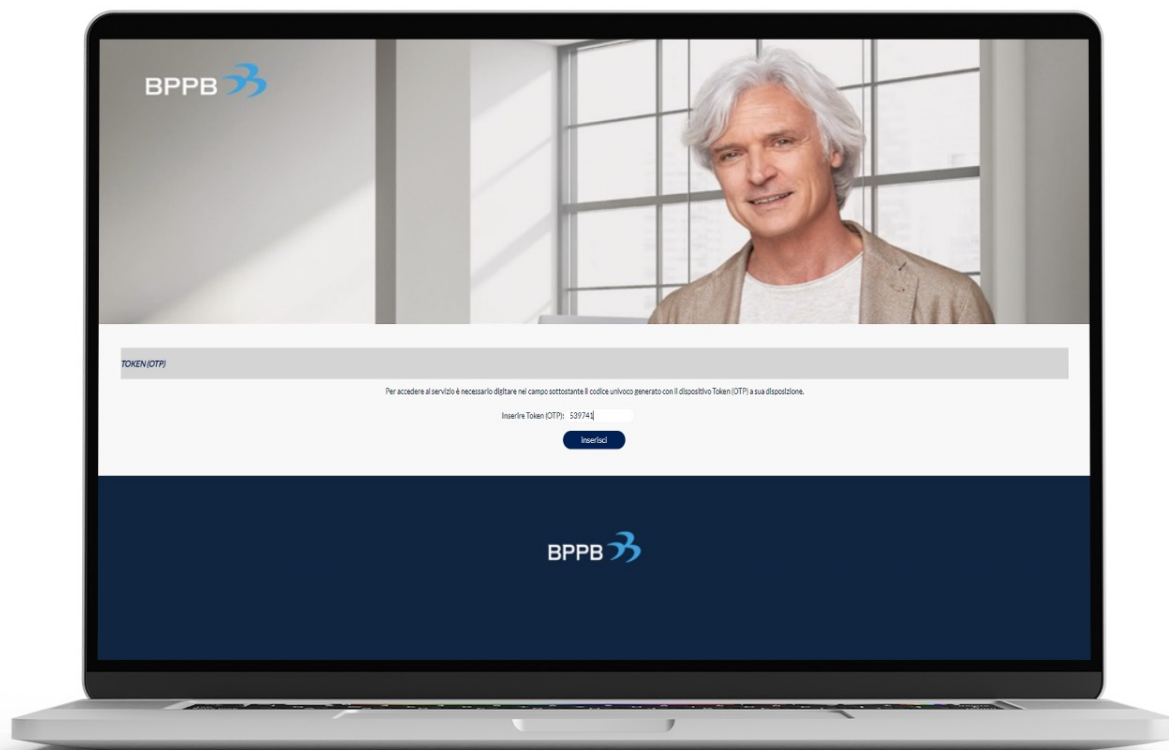 BPPB
TOKEN (OTP)
Per accedere al servizio è necessario digitare nel campo sottostante il codice univoco generato con il dispositivo Token (OTP) a sua disposizione.
Inserire Token (OTP): 539741
Inserisci
BPPB